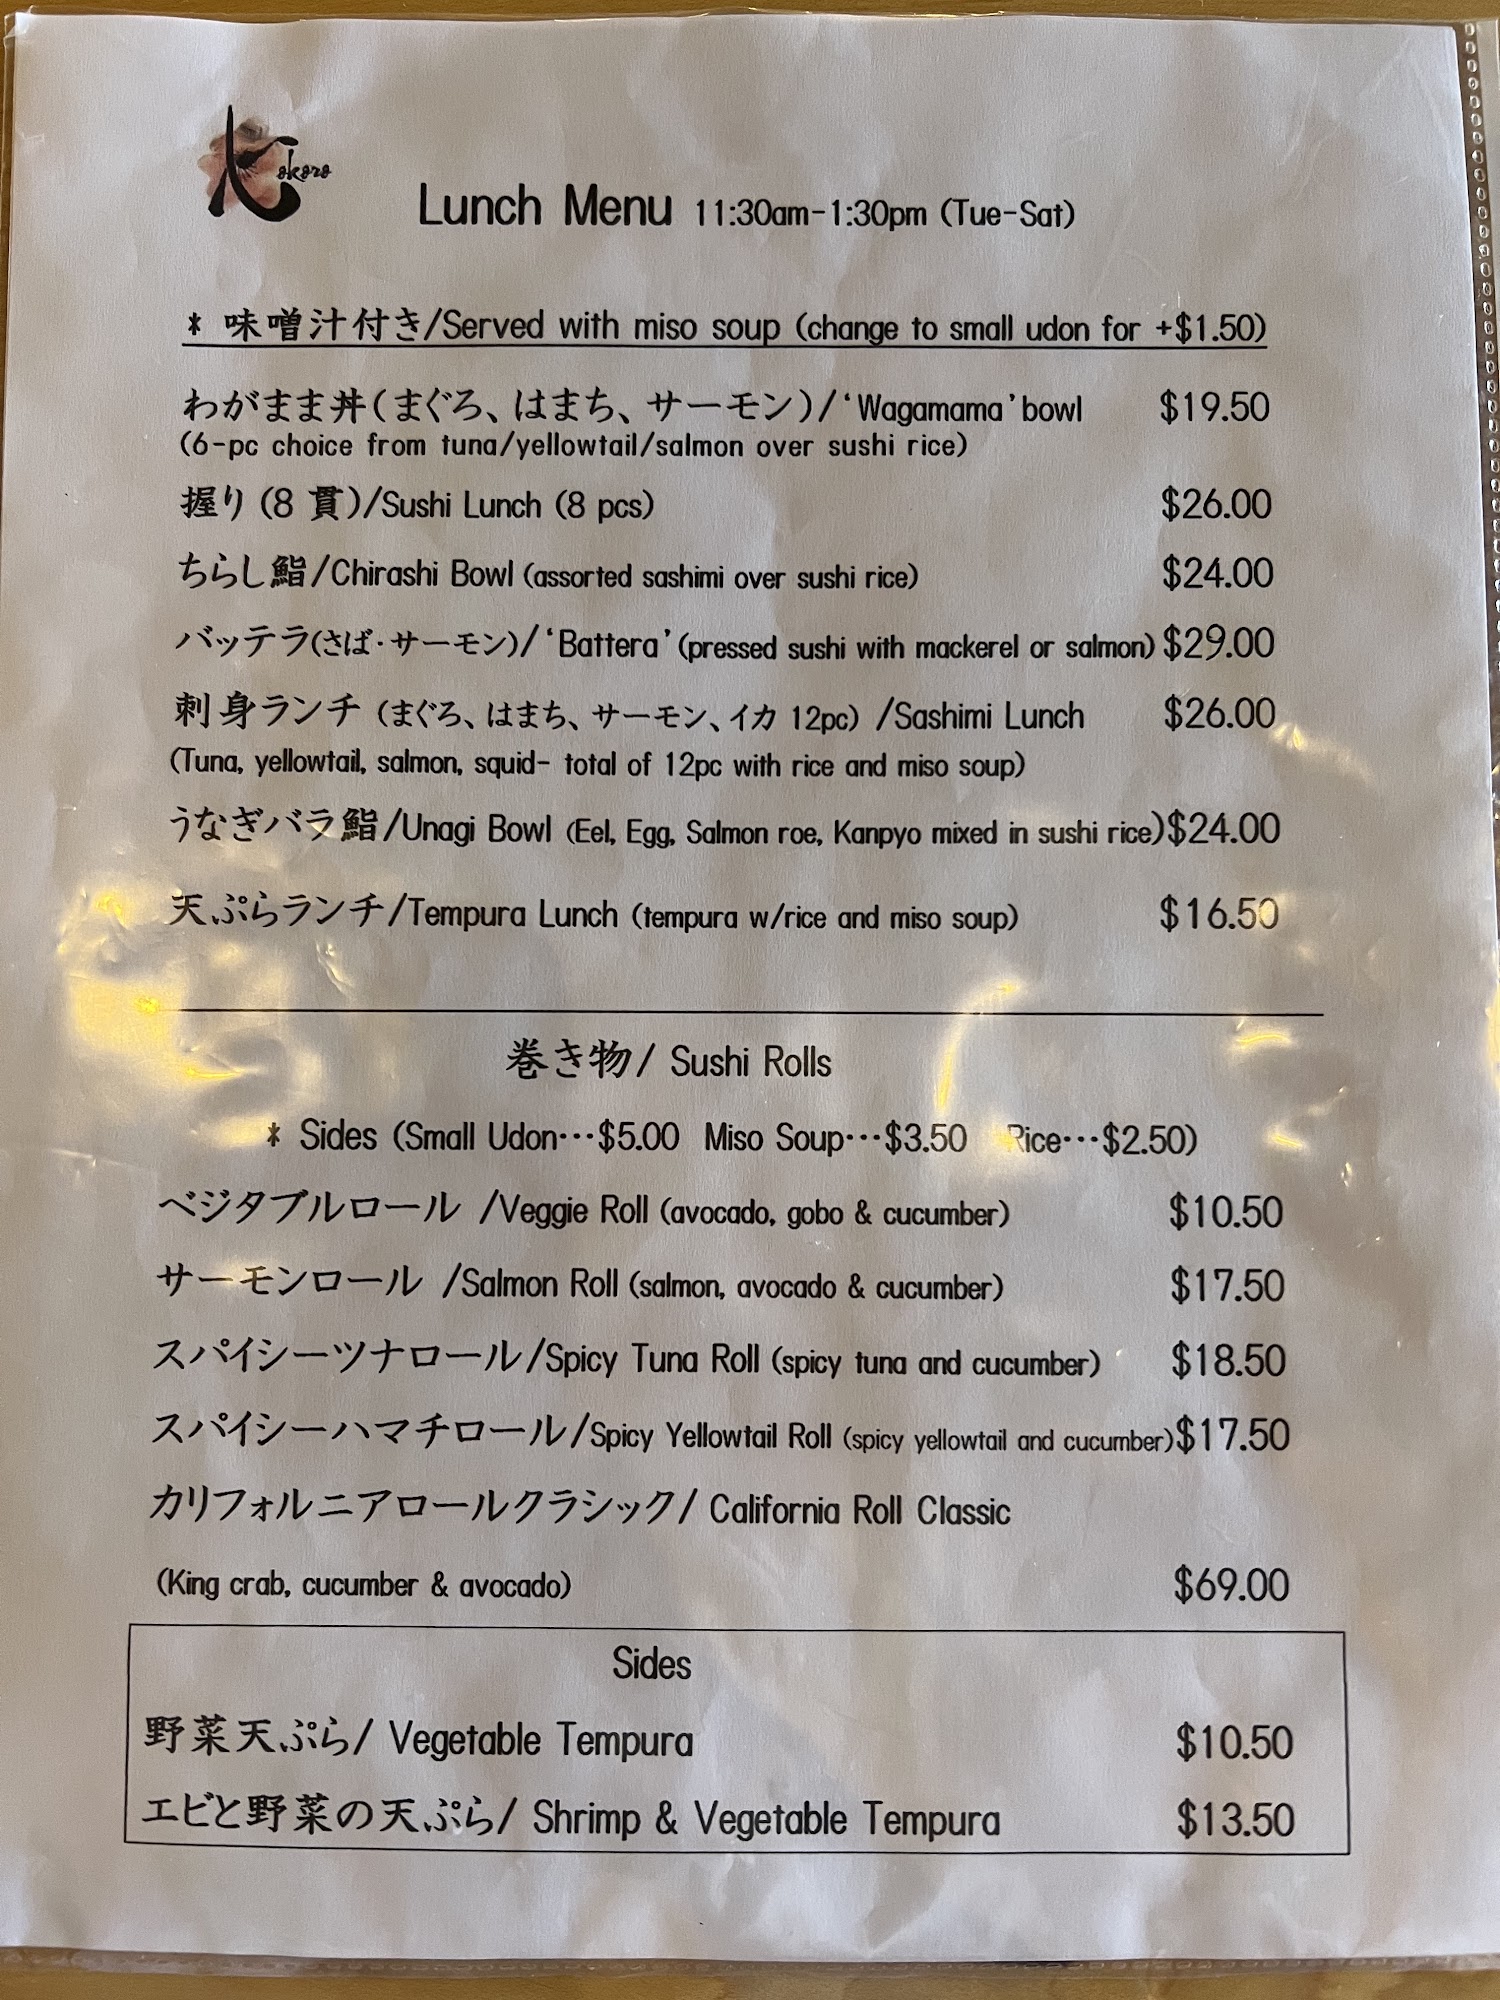 心okoro
Lunch Menu 11:30am-1:30pm (Tue-Sat)
* 味噌汁付き/Served with miso soup (change to small udon for +$1.50)
わがまま丼(まぐろ、はまち、サーモン)/‘Wagamama’bowl $19.50
(6-pc choice from tuna/yellowtail/salmon over sushi rice)
握り(8 貫)/Sushi Lunch (8 pcs) $26.00
ちらし鮨/Chirashi Bowl (assorted sashimi over sushi rice) $24.00
バッテラ(さば・サーモン)/‘Battera’(pressed sushi with mackerel or salmon) $29.00
刺身ランチ (まぐろ、はまち、サーモン、イカ 12pc) /Sashimi Lunch $26.00
(Tuna, yellowtail, salmon, squid- total of 12pc with rice and miso soup)
うなぎバラ鮨/Unagi Bowl (Eel, Egg, Salmon roe, Kanpyo mixed in sushi rice)$24.00
天ぷらランチ/Tempura Lunch (tempura w/rice and miso soup) $16.50
巻き物/ Sushi Rolls
* Sides (Small Udon…$5.00 Miso Soup…$3.50 Rice…$2.50)
ベジタブルロール /Veggie Roll (avocado, gobo & cucumber) $10.50
サーモンロール /Salmon Roll (salmon, avocado & cucumber) $17.50
スパイシーツナロール/Spicy Tuna Roll (spicy tuna and cucumber) $18.50
スパイシーハマチロール/Spicy Yellowtail Roll (spicy yellowtail and cucumber)$17.50
カリフォルニアロールクラシック/ California Roll Classic
(King crab, cucumber & avocado) $69.00
Sides
野菜天ぷら/ Vegetable Tempura $10.50
エビと野菜の天ぷら/ Shrimp & Vegetable Tempura $13.50